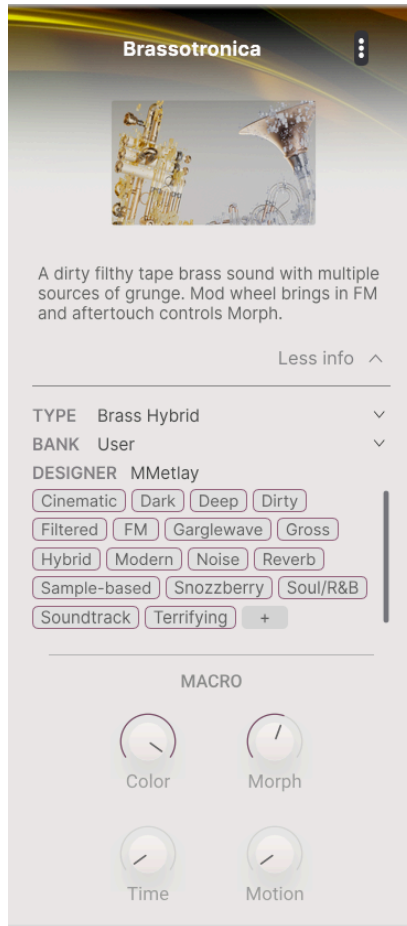 Brassotronica
A dirty filthy tape brass sound with multiple
sources of grunge. Mod wheel brings in FM
and aftertouch controls Morph.
Less info
TYPE Brass Hybrid
BANK User
DESIGNER MMetlay
Cinematic Dark Deep Dirty
Filtered FM Garglewave Gross
Hybrid Modern Noise Reverb
Sample-based Snozzberry Soul/R&B
Soundtrack Terrifying +
MACRO
Color Morph
Time Motion